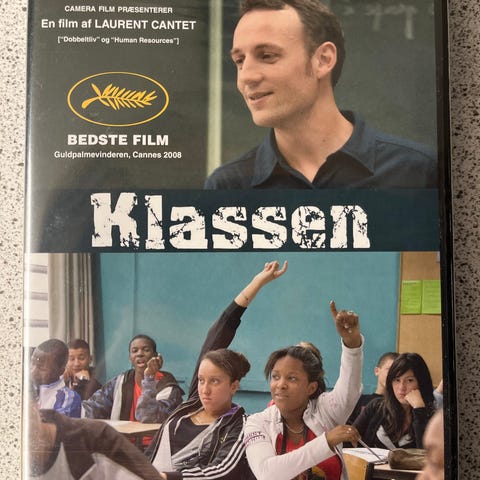 CAMERA FILM PRÆSENTERER
En film af LAURENT CANTET
["Dobbeltliv" og "Human Resources"]
BEDSTE FILM
Guldpalmevinderen, Cannes 2008
Klassen